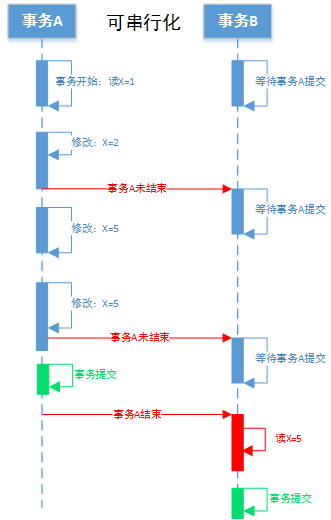 事务A
可串行化
事务B
事务开始：读X=1
等待事务A提交
修改：X=2
事务A未结束
等待事务A提交
修改：X=5
修改：X=5
事务A未结束
等待事务A提交
事务提交
事务A结束
读X=5
事务提交